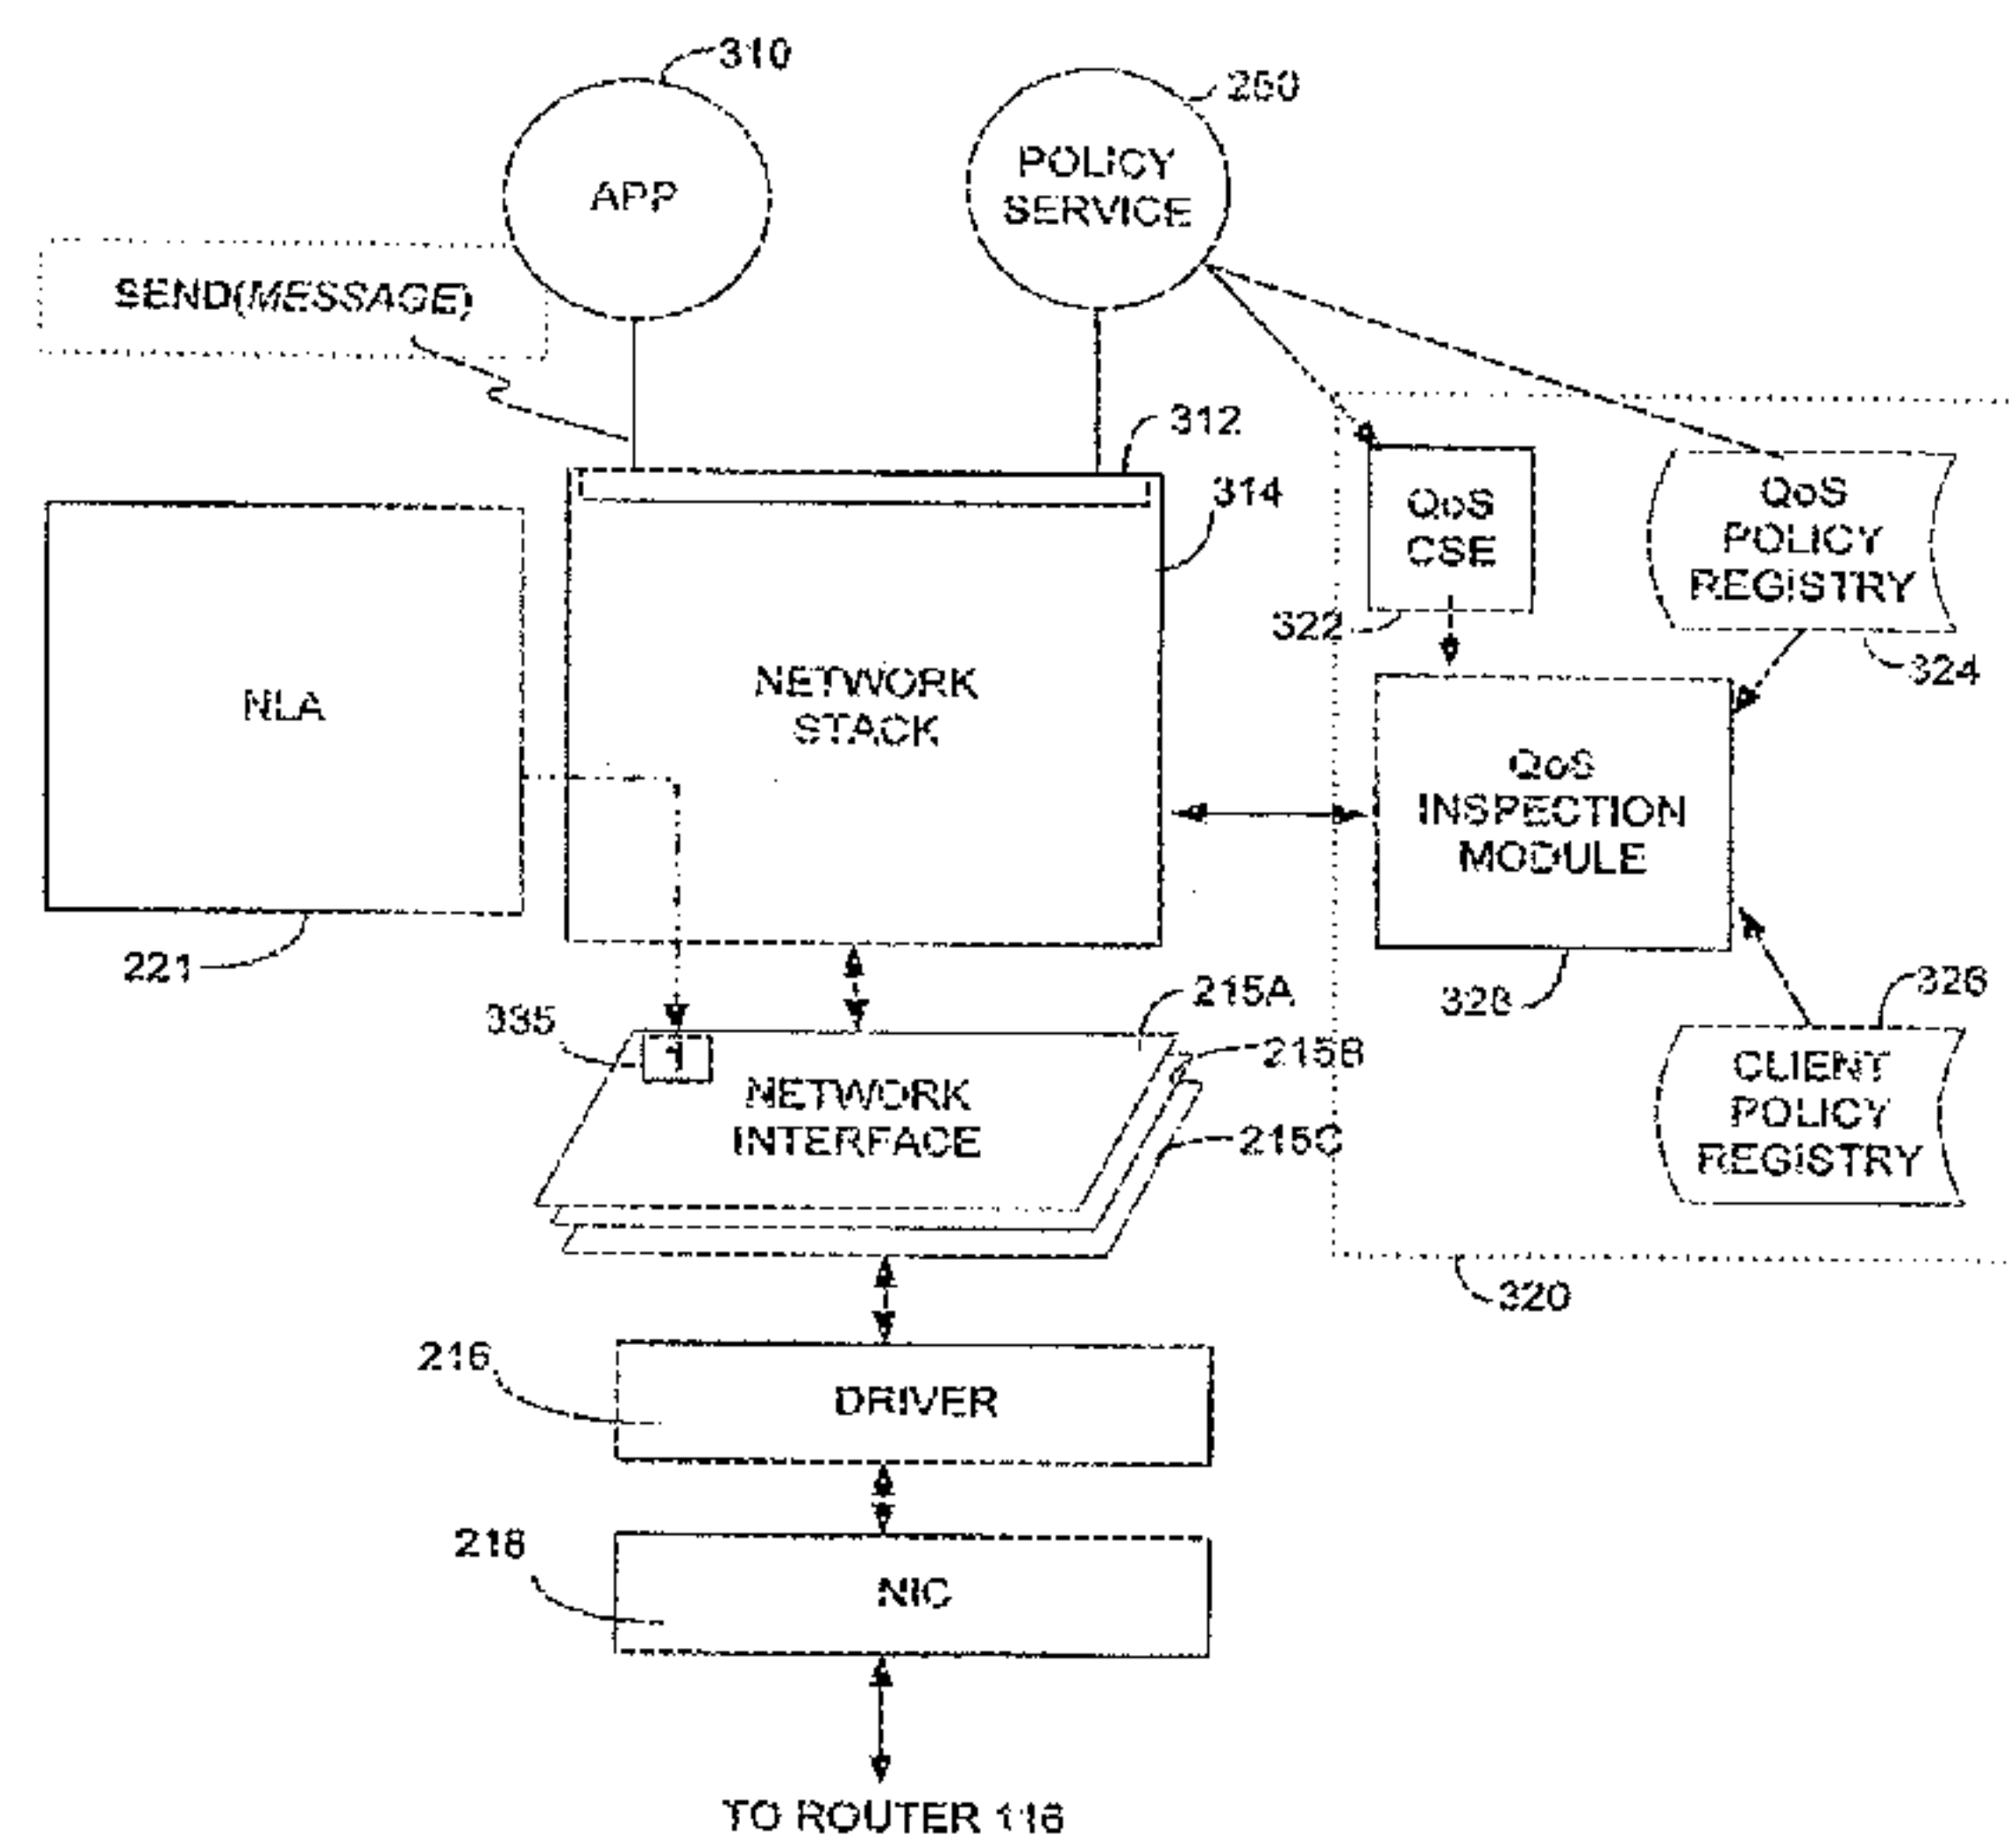 310
250
APP
POLICY
SERVICE
SEND(MESSAGE)
312
314
QoS
CSE
QoS
POLICY
REGISTRY
322
324
NLA
NETWORK
STACK
QoS
INSPECTION
MODULE
221
328
326
335
1
215A
215B
215C
NETWORK
INTERFACE
CLIENT
POLICY
REGISTRY
320
216
DRIVER
218
NIC
TO ROUTER 116